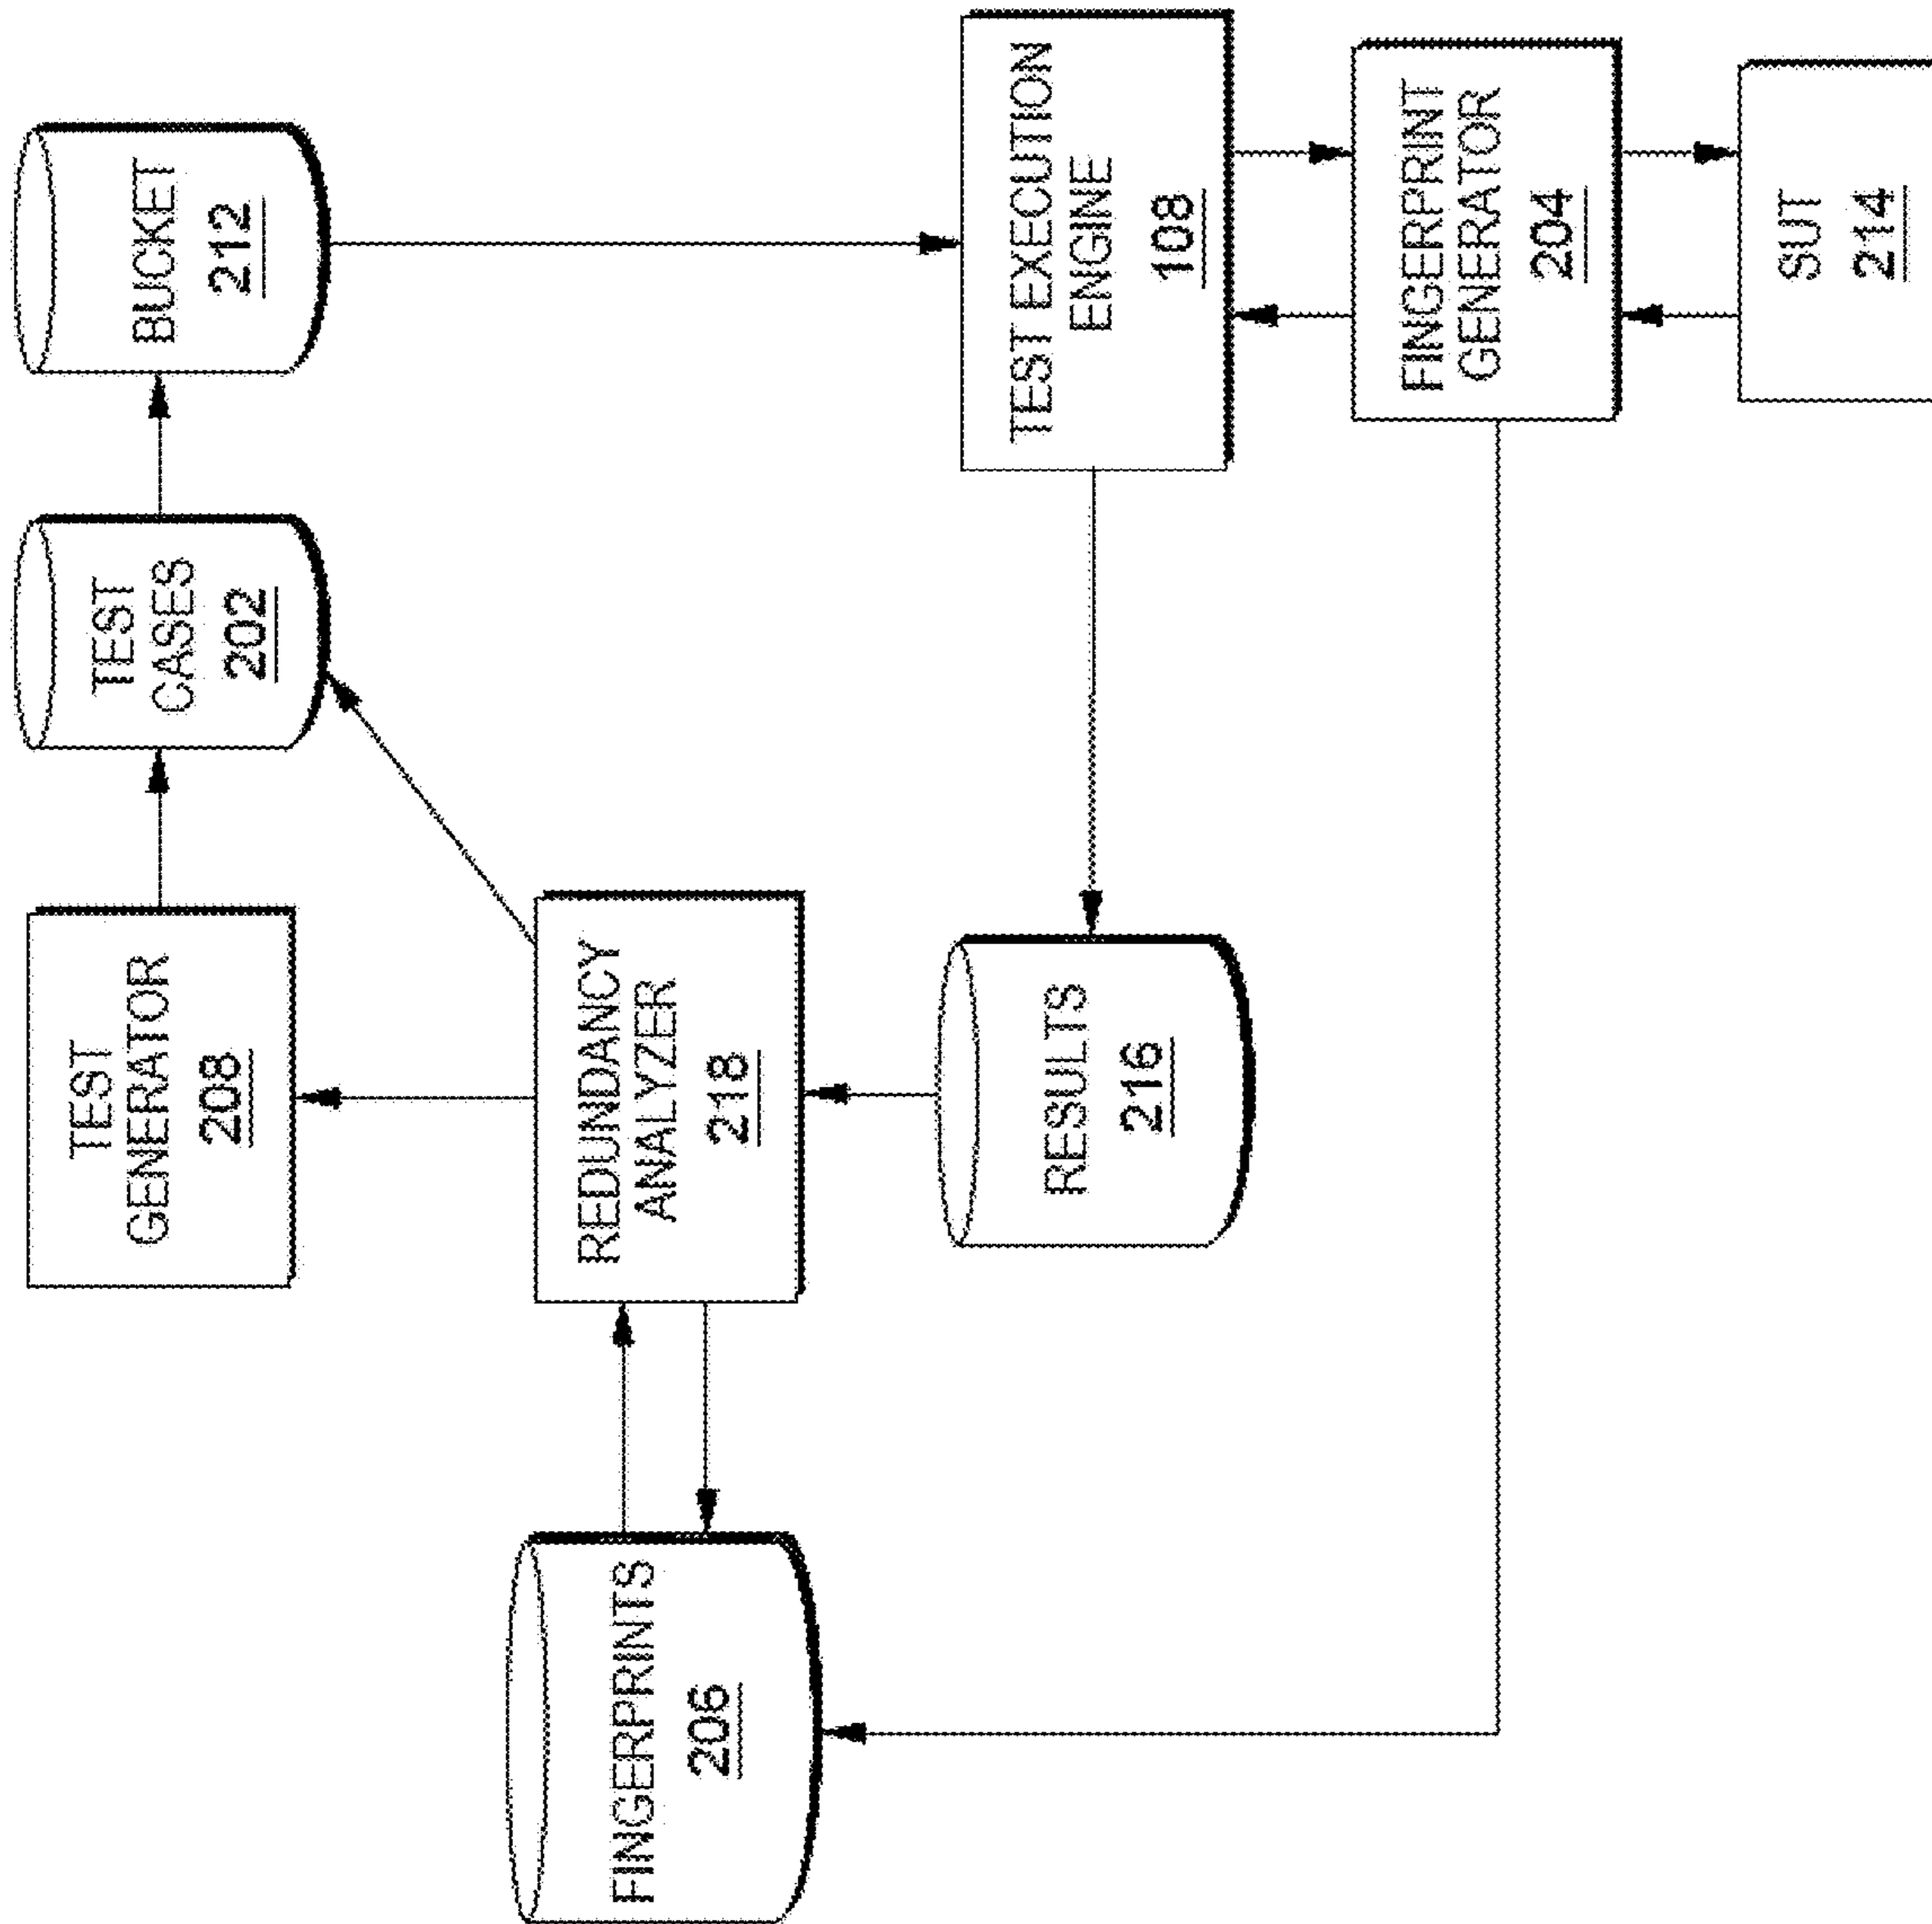 TEST
GENERATOR
208
TEST
CASES
202
BUCKET
212
FINGERPRINTS
206
REDUNDANCY
ANALYZER
218
RESULTS
216
TEST EXECUTION
ENGINE
108
FINGERPRINT
GENERATOR
204
SUT
214